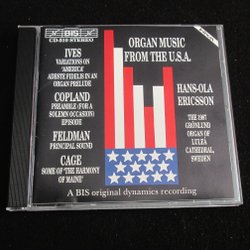 BIS
CD-510 STEREO
ORGAN MUSIC
FROM THE U.S.A.
IVES
VARIATIONS ON
'AMERICA'
ADESTE FIDELIS IN AN
ORGAN PRELUDE
COPLAND
PREAMBLE (FOR A
SOLEMN OCCASION)
EPISODE
FELDMAN
PRINCIPAL SOUND
CAGE
SOME OF 'THE HARMONY
OF MAINE'
HANS-OLA
ERICSSON
THE 1987
GRÖNLUND
ORGAN OF
LULEÅ
CATHEDRAL,
SWEDEN
A BIS original dynamics recording